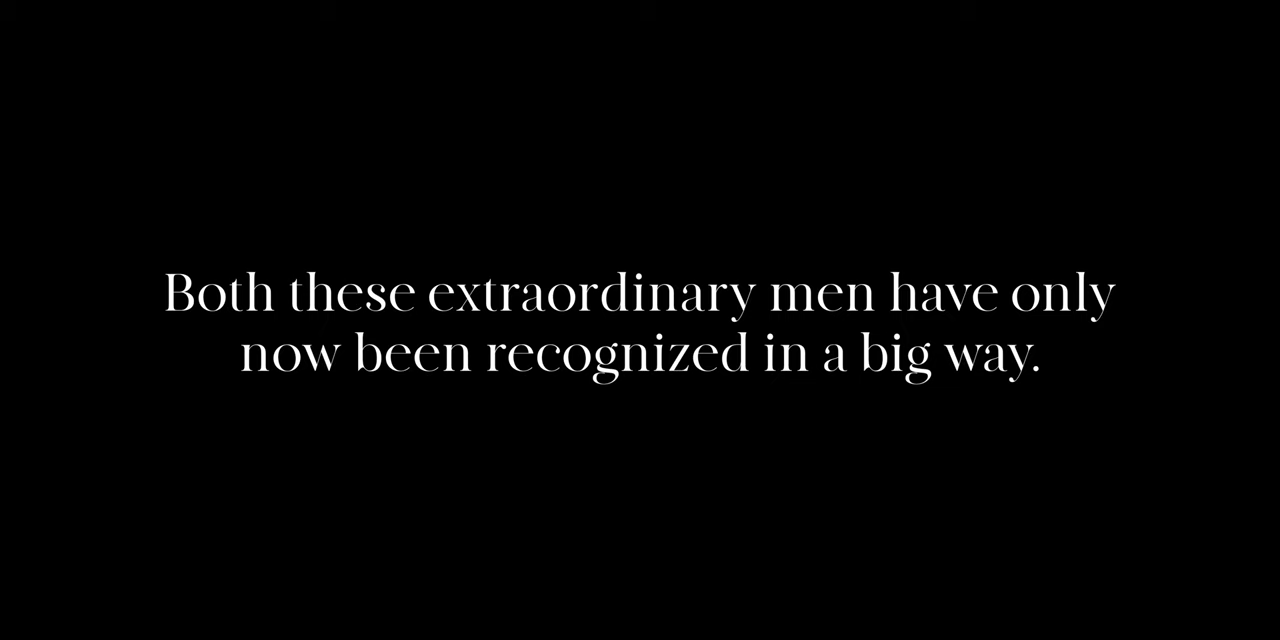 Both these extraordinary men have only
now been recognized in a big way.